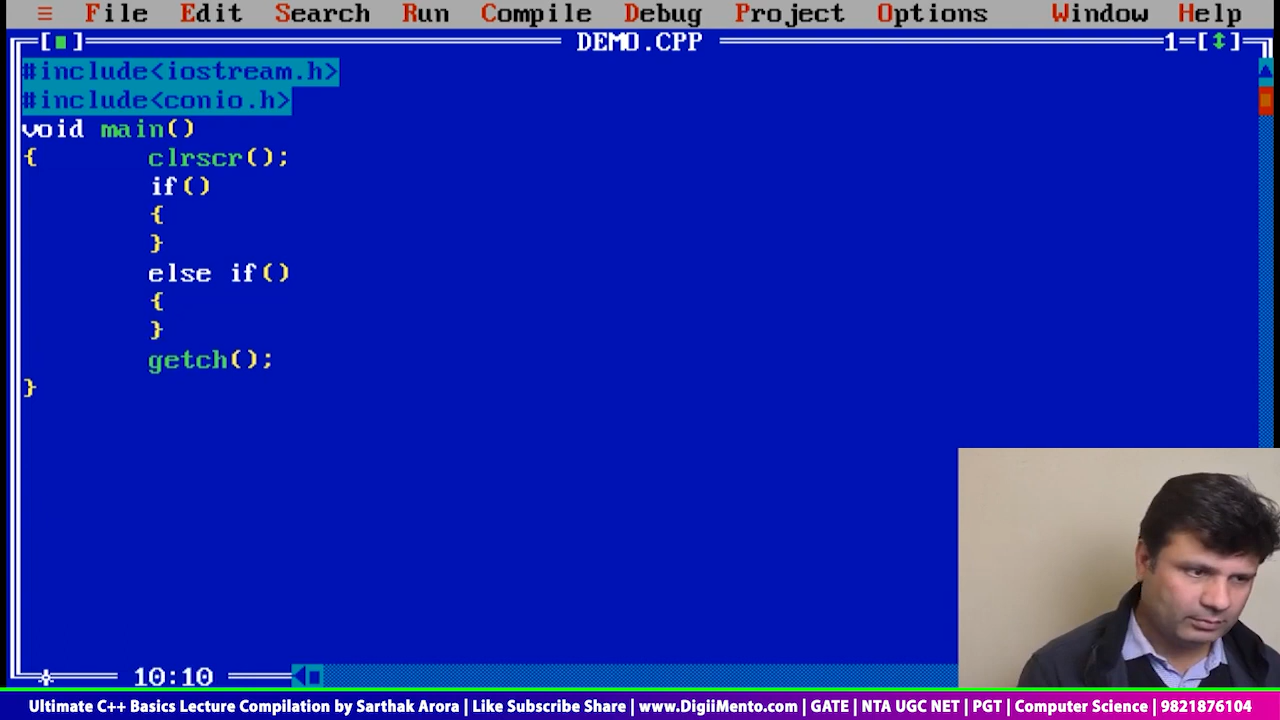 ≡ File Edit Search Run Compile Debug Project Options Window Help
[■] DEMO.CPP 1=[↕]
#include<iostream.h>
#include<conio.h>
void main()
{ clrscr();
if()
{
}
else if()
{
}
getch();
}
10:10
Ultimate C++ Basics Lecture Compilation by Sarthak Arora | Like Subscribe Share | www.DigiiMento.com | GATE | NTA UGC NET | PGT | Computer Science | 9821876104